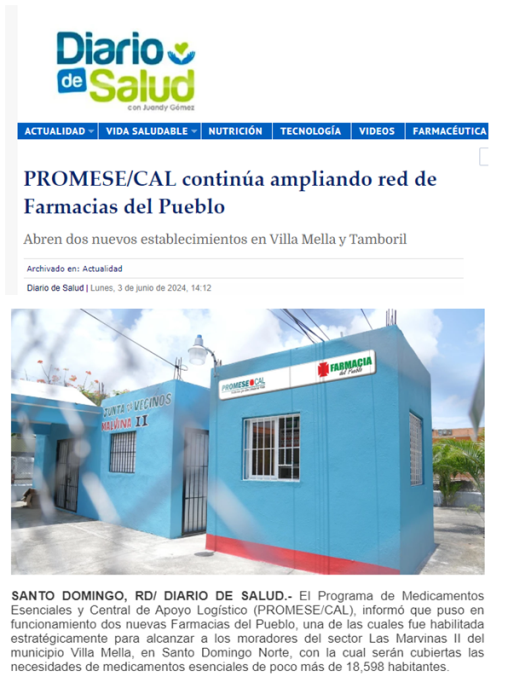 Diario
de Salud
con Juandy Gómez
ACTUALIDAD
VIDA SALUDABLE
NUTRICIÓN
TECNOLOGÍA
VIDEOS
FARMACÉUTICA
PROMESE/CAL continúa ampliando red de
Farmacias del Pueblo
Abren dos nuevos establecimientos en Villa Mella y Tamboril
Archivado en: Actualidad
Diario de Salud | Lunes, 3 de junio de 2024, 14:12
PROMESE CAL
FARMACIA
del Pueblo
JUNTA DE VECINOS
MALVINA II
SANTO DOMINGO, RD/ DIARIO DE SALUD.- El Programa de Medicamentos
Esenciales y Central de Apoyo Logístico (PROMESE/CAL), informó que puso en
funcionamiento dos nuevas Farmacias del Pueblo, una de las cuales fue habilitada
estratégicamente para alcanzar a los moradores del sector Las Marvinas II del
municipio Villa Mella, en Santo Domingo Norte, con la cual serán cubiertas las
necesidades de medicamentos esenciales de poco más de 18,598 habitantes.